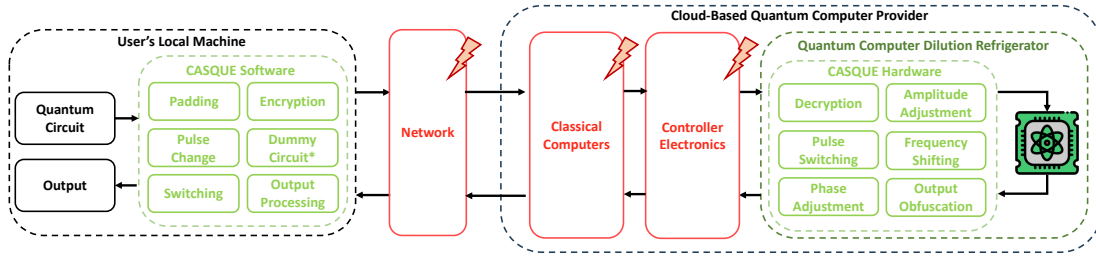 Cloud-Based Quantum Computer Provider
User's Local Machine
Quantum Computer Dilution Refrigerator
CASQUE Software
Quantum
Circuit
Output
Padding
Encryption
Pulse
Change
Dummy
Circuit*
Switching
Output
Processing
Network
Classical
Computers
Controller
Electronics
CASQUE Hardware
Decryption
Amplitude
Adjustment
Pulse
Switching
Frequency
Shifting
Phase
Adjustment
Output
Obfuscation